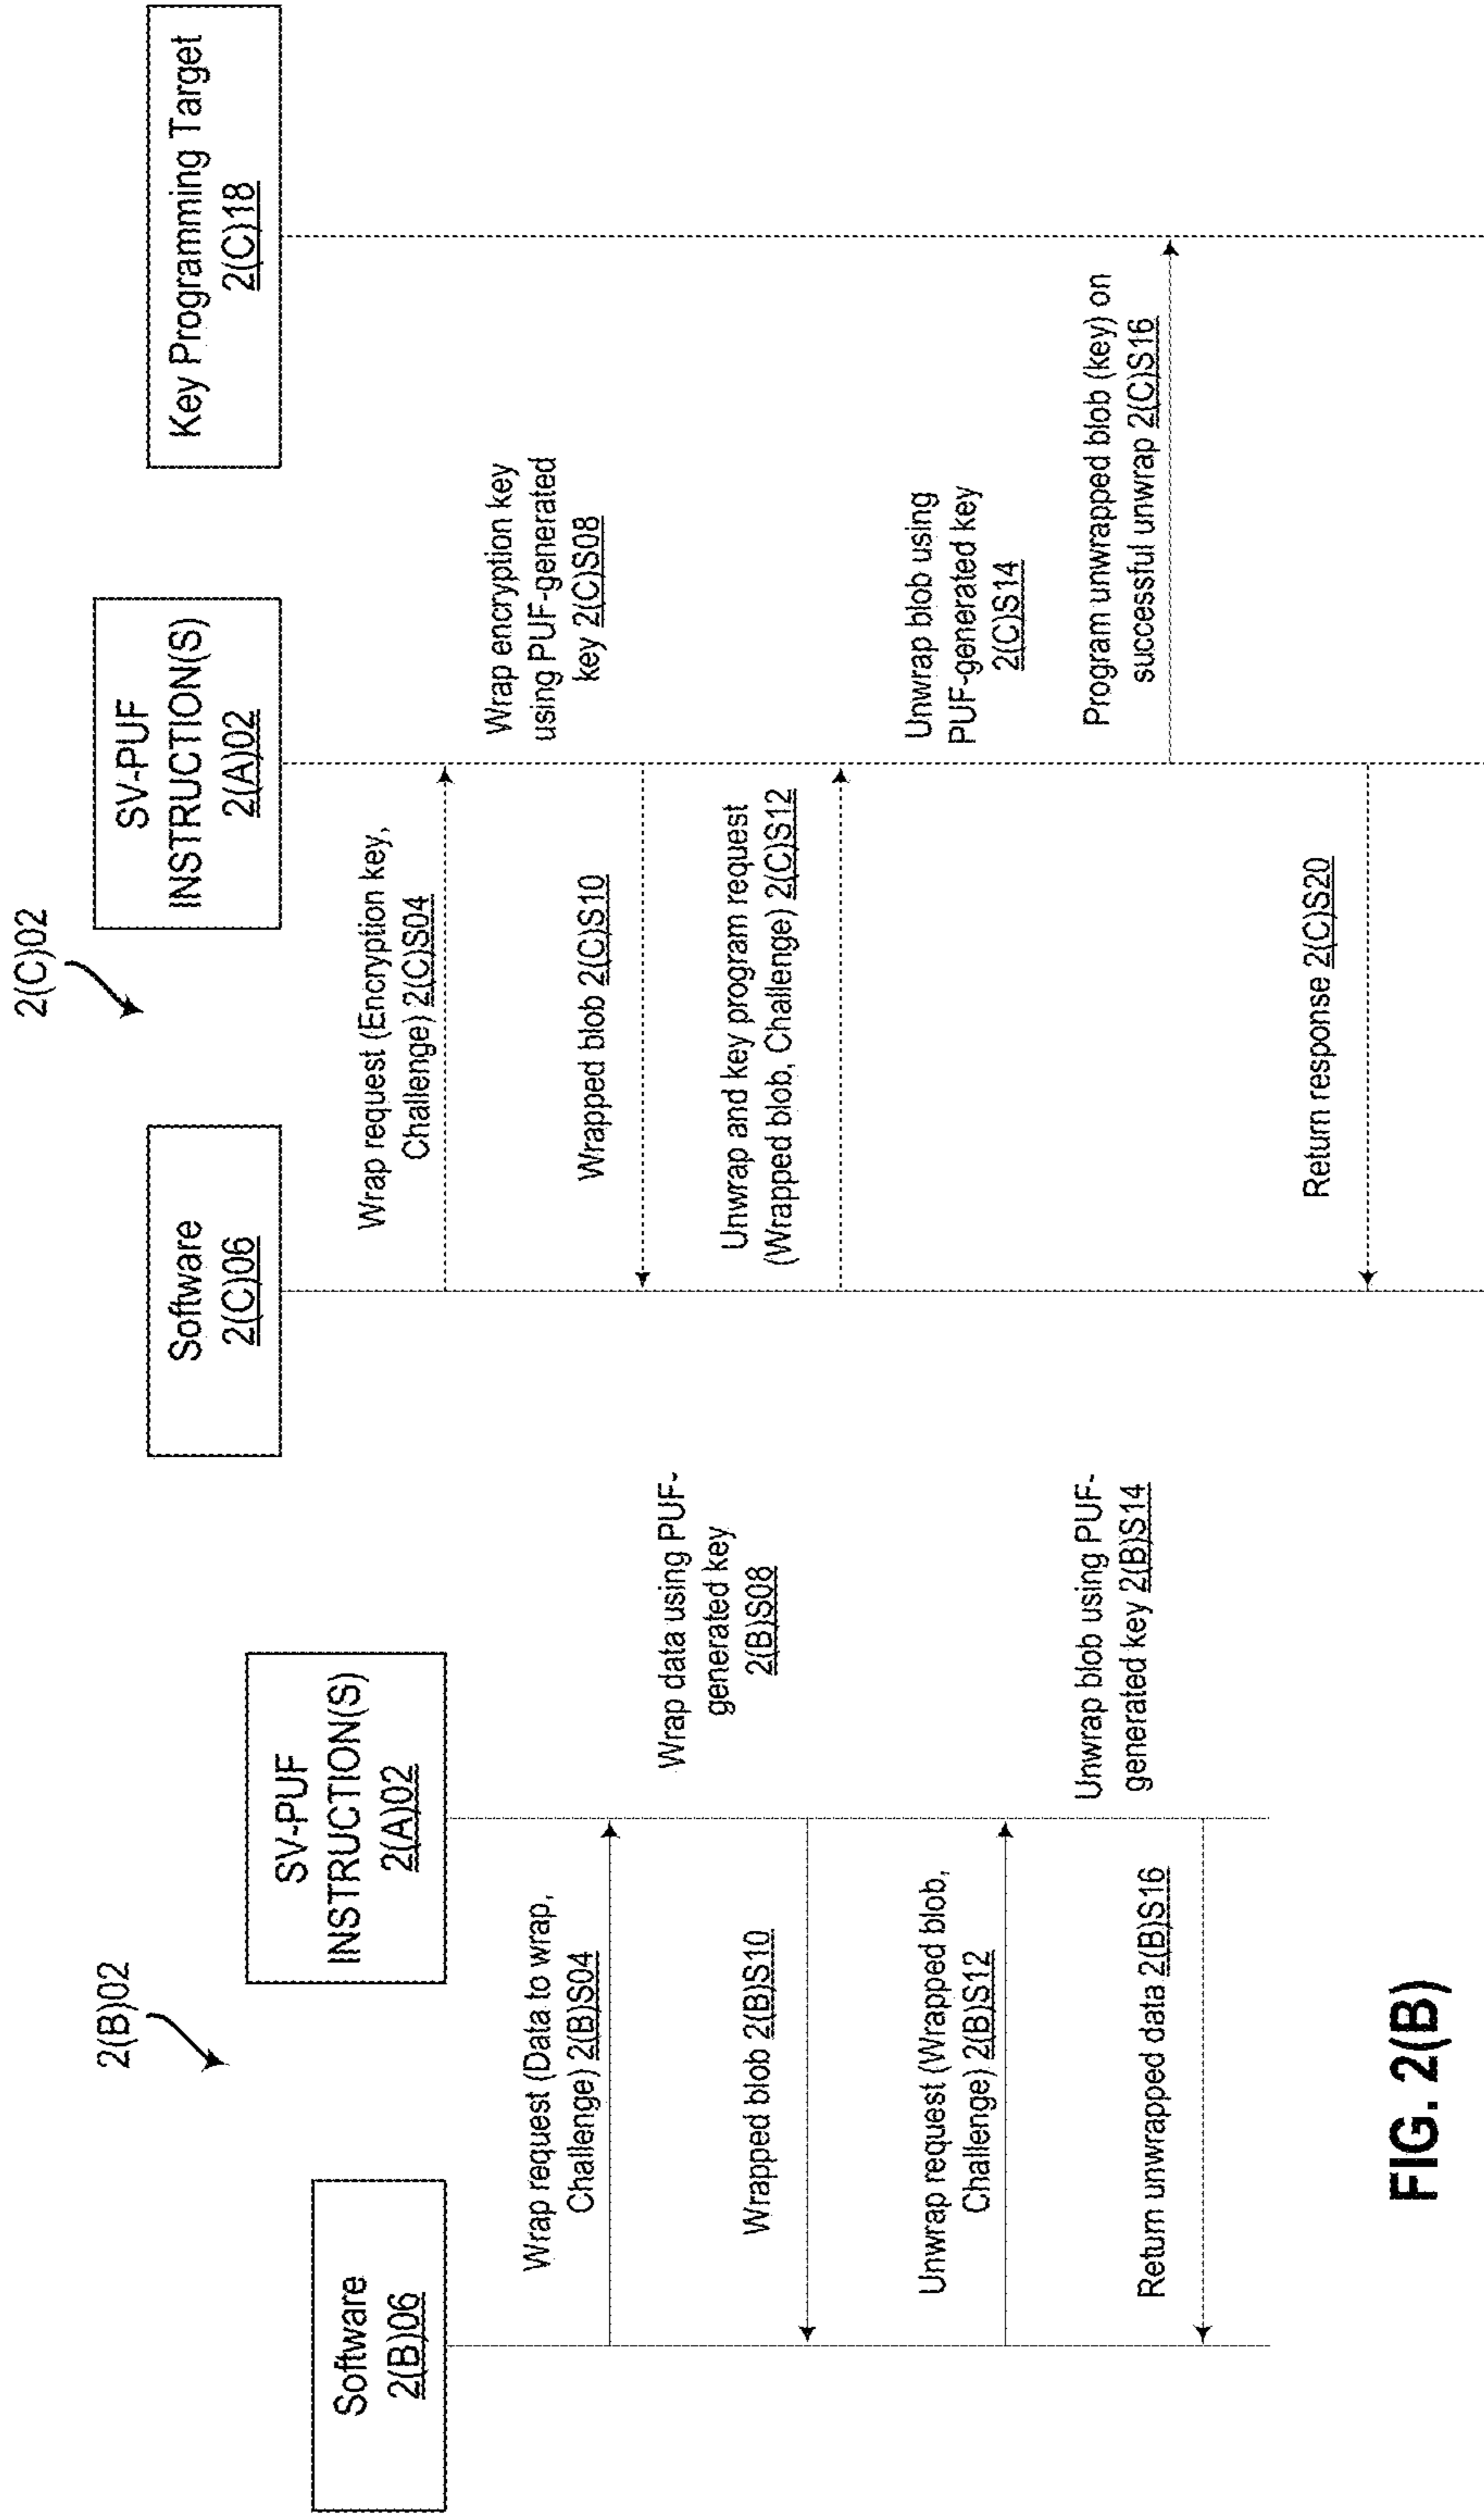 2(B)02
Software
2(B)06
SV-PUF
INSTRUCTION(S)
2(A)02
Wrap request (Data to wrap,
Challenge) 2(B)S04
Wrap data using PUF-
generated key
2(B)S08
Wrapped blob 2(B)S10
Unwrap request (Wrapped blob,
Challenge) 2(B)S12
Unwrap blob using PUF-
generated key 2(B)S14
Return unwrapped data 2(B)S16
FIG. 2(B)
2(C)02
Software
2(C)06
SV-PUF
INSTRUCTION(S)
2(A)02
Key Programming Target
2(C)18
Wrap request (Encryption key,
Challenge) 2(C)S04
Wrap encryption key
using PUF-generated
key 2(C)S08
Wrapped blob 2(C)S10
Unwrap and key program request
(Wrapped blob, Challenge) 2(C)S12
Unwrap blob using
PUF-generated key
2(C)S14
Program unwrapped blob (key) on
successful unwrap 2(C)S16
Return response 2(C)S20